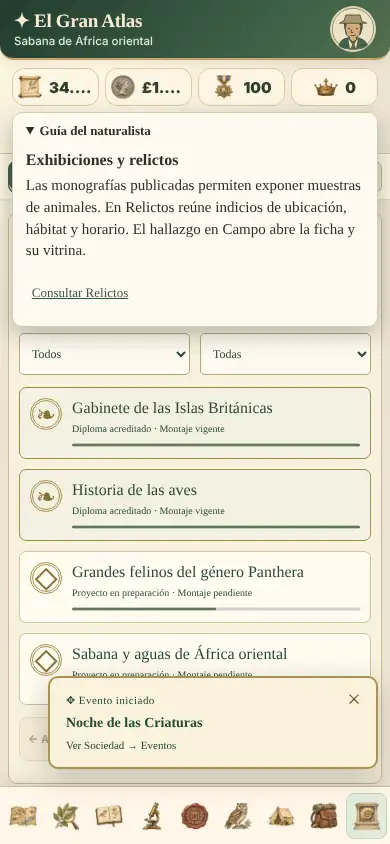 ✦ El Gran Atlas
Sabana de África oriental
34.... £1.... 100 0
▼ Guía del naturalista
Exhibiciones y relictos
Las monografías publicadas permiten exponer muestras
de animales. En Relictos reúne indicios de ubicación,
hábitat y horario. El hallazgo en Campo abre la ficha y
su vitrina.
Consultar Relictos
Todos Todas
Gabinete de las Islas Británicas
Diploma acreditado · Montaje vigente
Historia de las aves
Diploma acreditado · Montaje vigente
Grandes felinos del género Panthera
Proyecto en preparación · Montaje pendiente
Sabana y aguas de África oriental
Proyecto en preparación · Montaje pendiente
✥ Evento iniciado ×
Noche de las Criaturas
Ver Sociedad → Eventos
← A